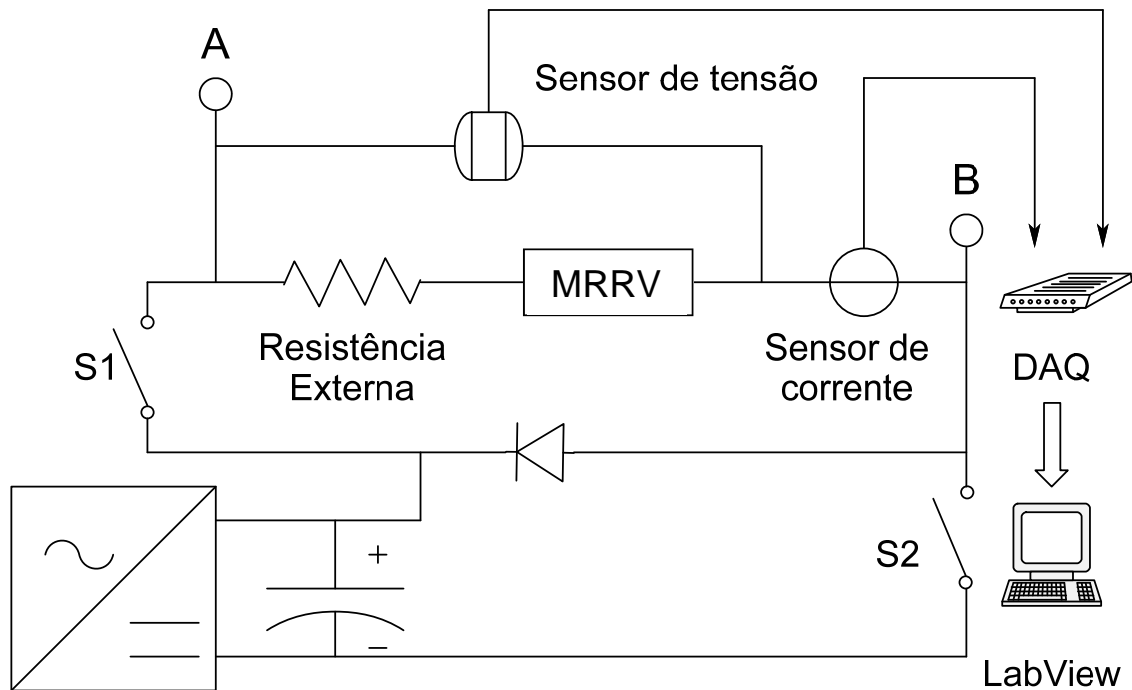 A
Sensor de tensão
B
MRRV
S1
Resistência
Externa
Sensor de
corrente
DAQ
+
S2
−
LabView